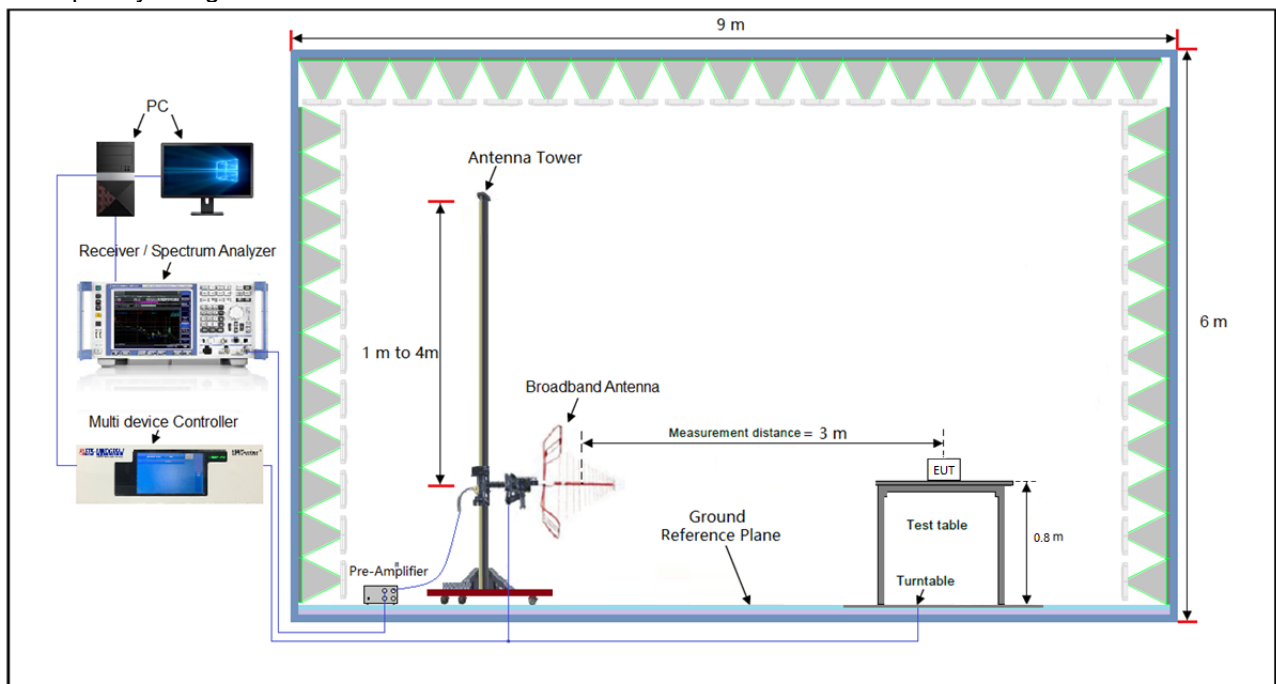 9 m
PC
Antenna Tower
Receiver / Spectrum Analyzer
6 m
1 m to 4m
Broadband Antenna
Multi device Controller
Measurement distance = 3 m
EUT
Ground
Reference Plane
Test table
0.8 m
Pre-Amplifier
Turntable